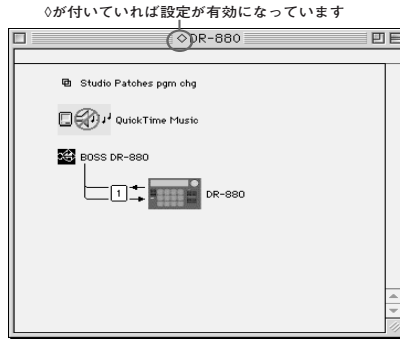 ◊が付いていれば設定が有効になっています
◇DR-880
Studio Patches pgm chg
QuickTime Music
BOSS DR-880
1
DR-880